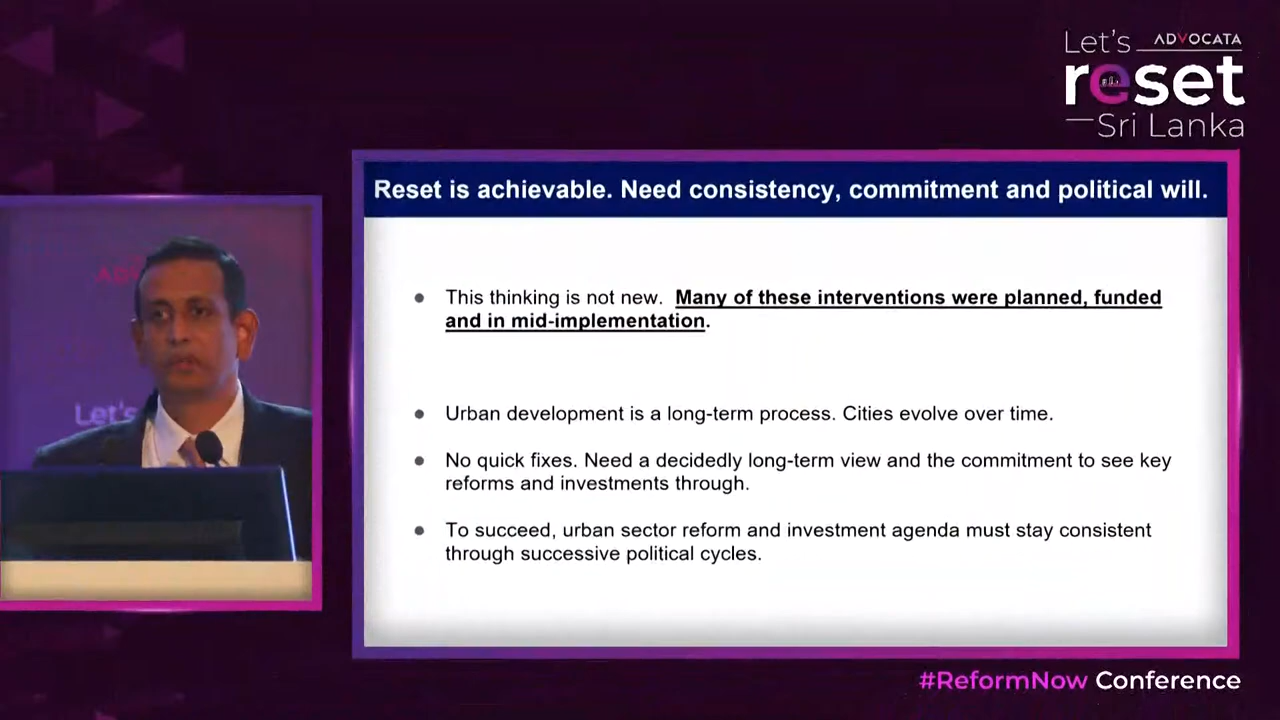 Let's ADVOCATA
reset
Sri Lanka
Reset is achievable. Need consistency, commitment and political will.
• This thinking is not new. Many of these interventions were planned, funded
and in mid-implementation.
• Urban development is a long-term process. Cities evolve over time.
• No quick fixes. Need a decidedly long-term view and the commitment to see key
reforms and investments through.
• To succeed, urban sector reform and investment agenda must stay consistent
through successive political cycles.
Let's
#ReformNow Conference